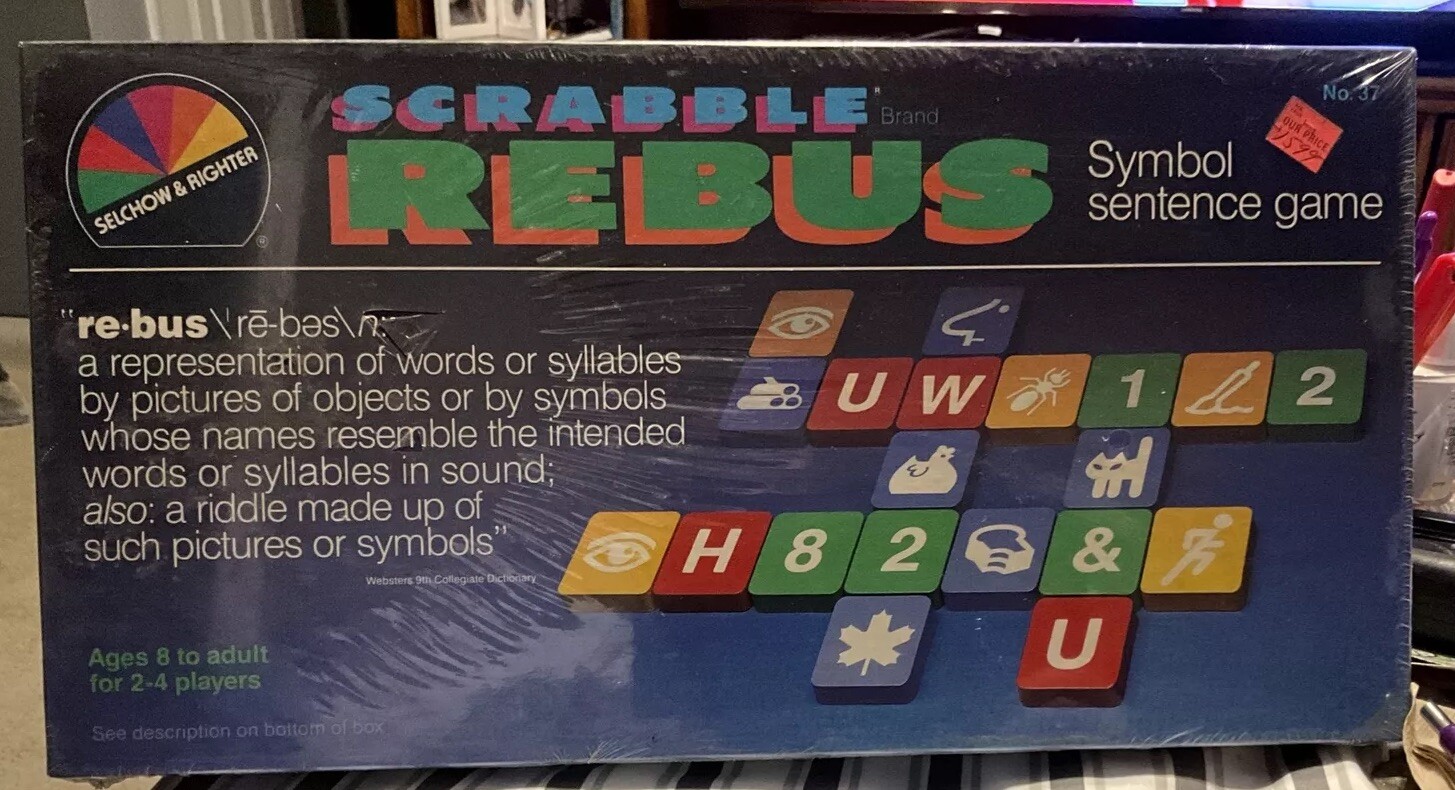 SELCHOW & RIGHTER
®
SCRABBLE® Brand
REBUS
Symbol
sentence game
No. 37
OUR PRICE
"re·bus \'rē-bəs\ n:
a representation of words or syllables
by pictures of objects or by symbols
whose names resemble the intended
words or syllables in sound;
also: a riddle made up of
such pictures or symbols"
Websters 9th Collegiate Dictionary
Ages 8 to adult
for 2-4 players
See description on bottom of box
U W 1 2
H 8 2 &
U